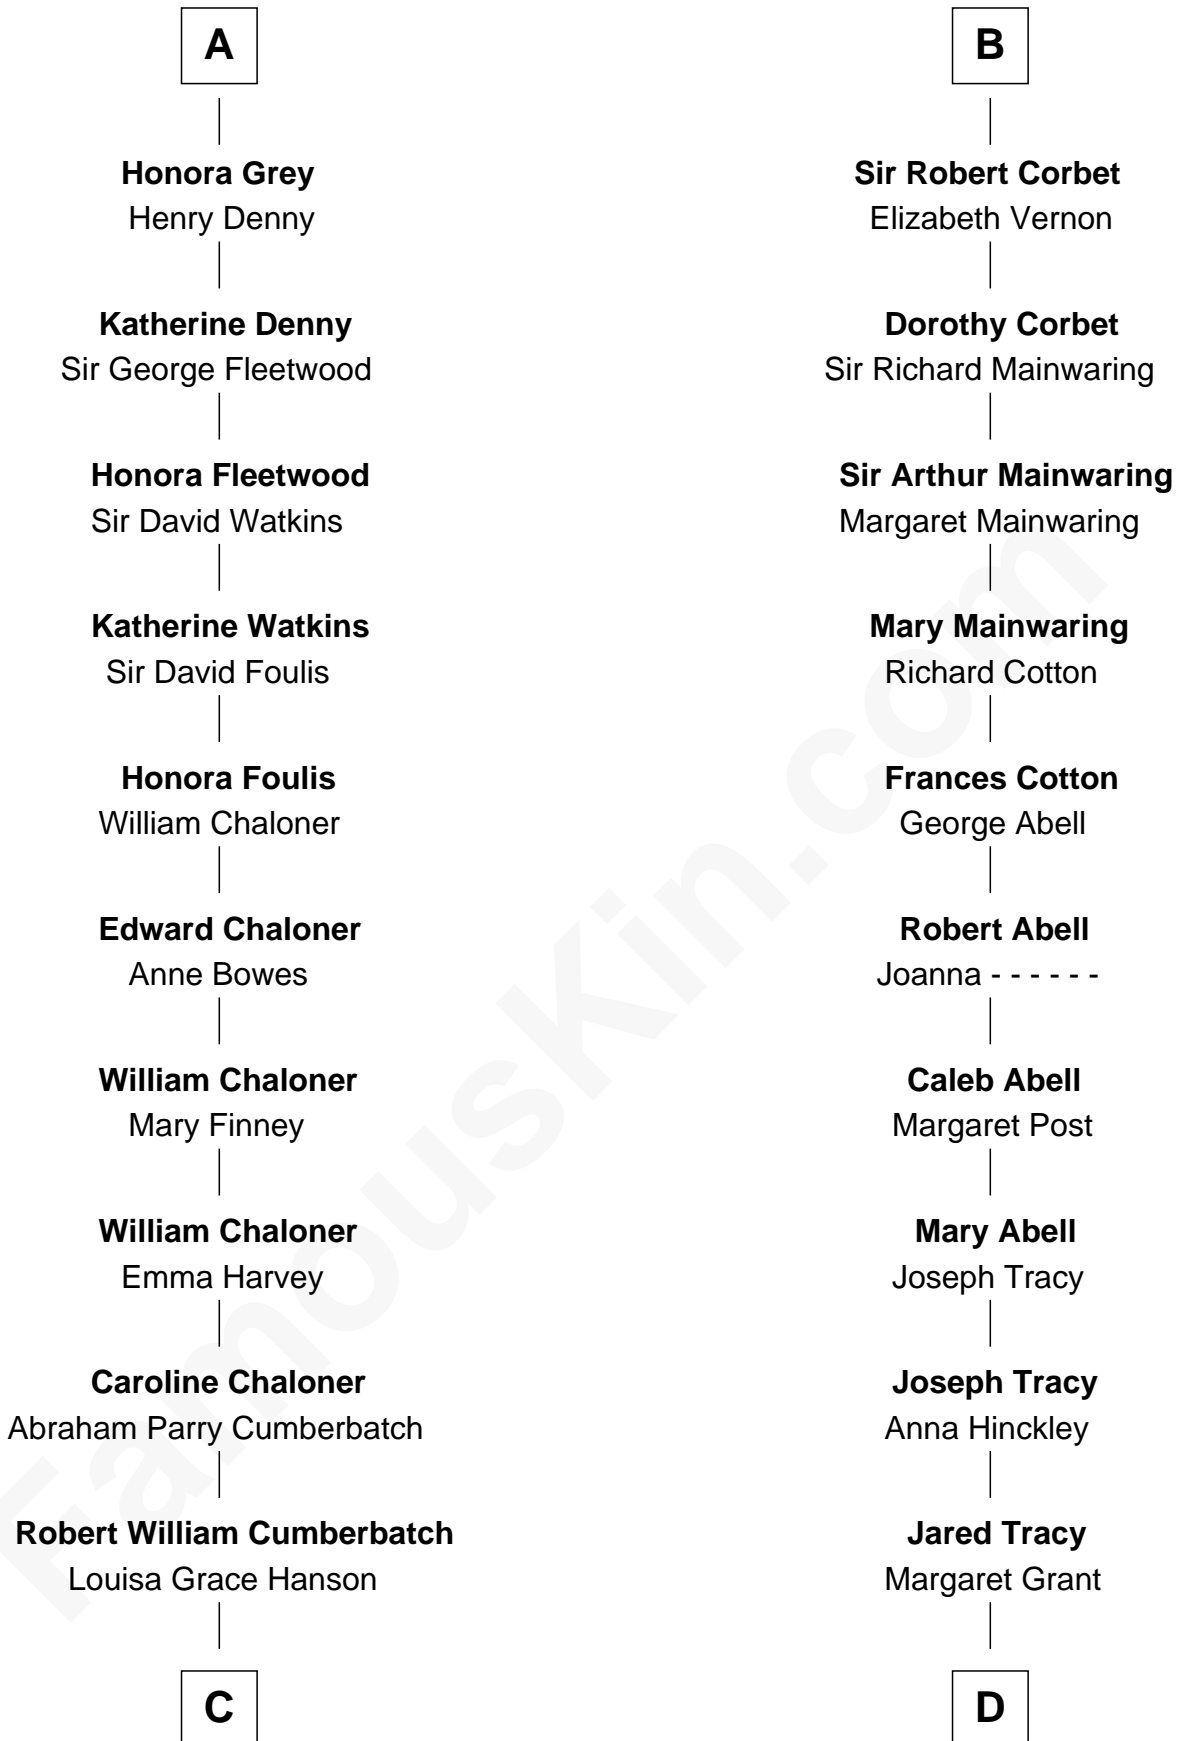 A
Honora Grey
Henry Denny
Katherine Denny
Sir George Fleetwood
Honora Fleetwood
Sir David Watkins
Katherine Watkins
Sir David Foulis
Honora Foulis
William Chaloner
Edward Chaloner
Anne Bowes
William Chaloner
Mary Finney
William Chaloner
Emma Harvey
Caroline Chaloner
Abraham Parry Cumberbatch
Robert William Cumberbatch
Louisa Grace Hanson
C
B
Sir Robert Corbet
Elizabeth Vernon
Dorothy Corbet
Sir Richard Mainwaring
Sir Arthur Mainwaring
Margaret Mainwaring
Mary Mainwaring
Richard Cotton
Frances Cotton
George Abell
Robert Abell
Joanna - - - - - -
Caleb Abell
Margaret Post
Mary Abell
Joseph Tracy
Joseph Tracy
Anna Hinckley
Jared Tracy
Margaret Grant
D
FamousKin.com